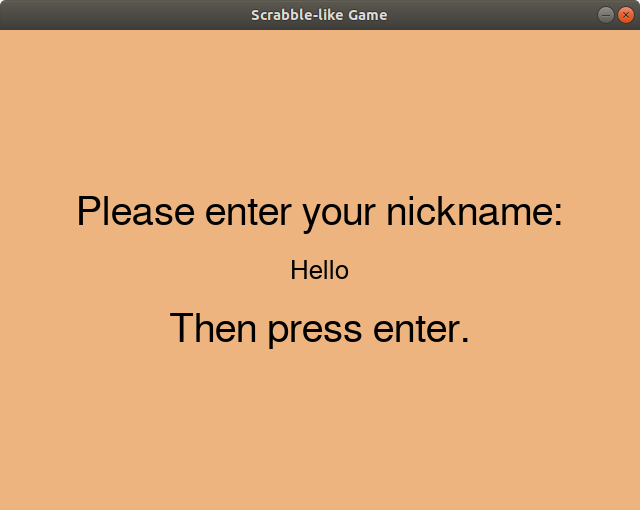 Scrabble-like Game
Please enter your nickname:
Hello
Then press enter.